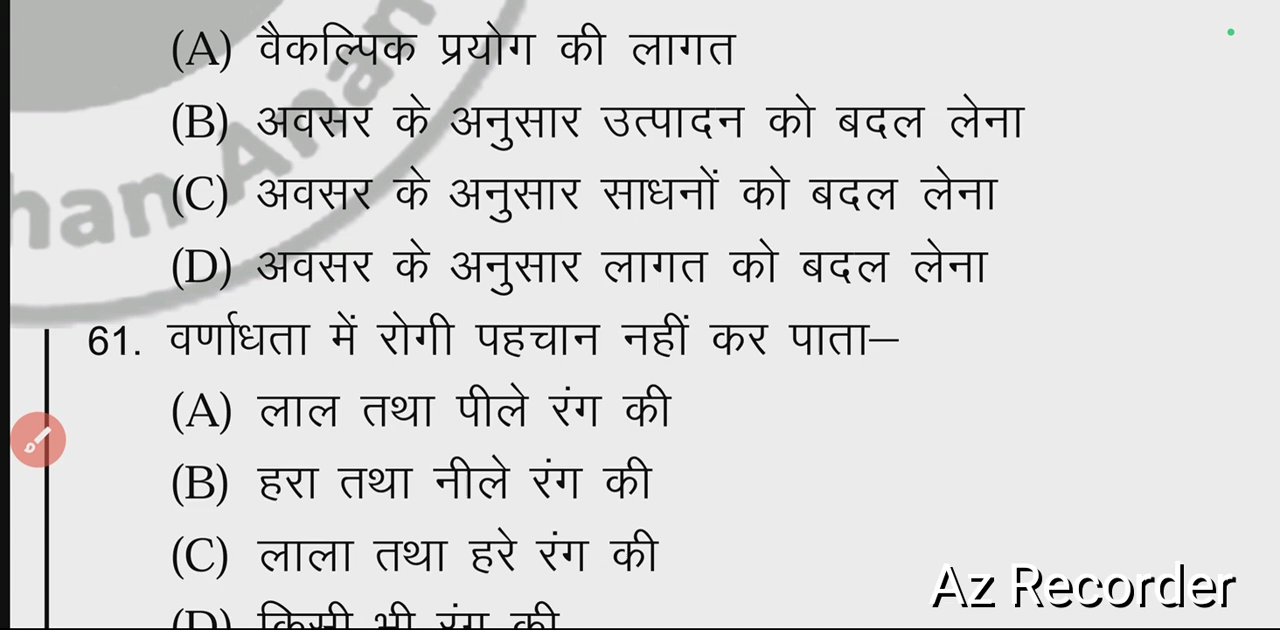 (A) वैकल्पिक प्रयोग की लागत
(B) अवसर के अनुसार उत्पादन को बदल लेना
(C) अवसर के अनुसार साधनों को बदल लेना
(D) अवसर के अनुसार लागत को बदल लेना
61. वर्णाधता में रोगी पहचान नहीं कर पाता–
(A) लाल तथा पीले रंग की
(B) हरा तथा नीले रंग की
(C) लाला तथा हरे रंग की
(D) किसी भी रंग की
Az Recorder